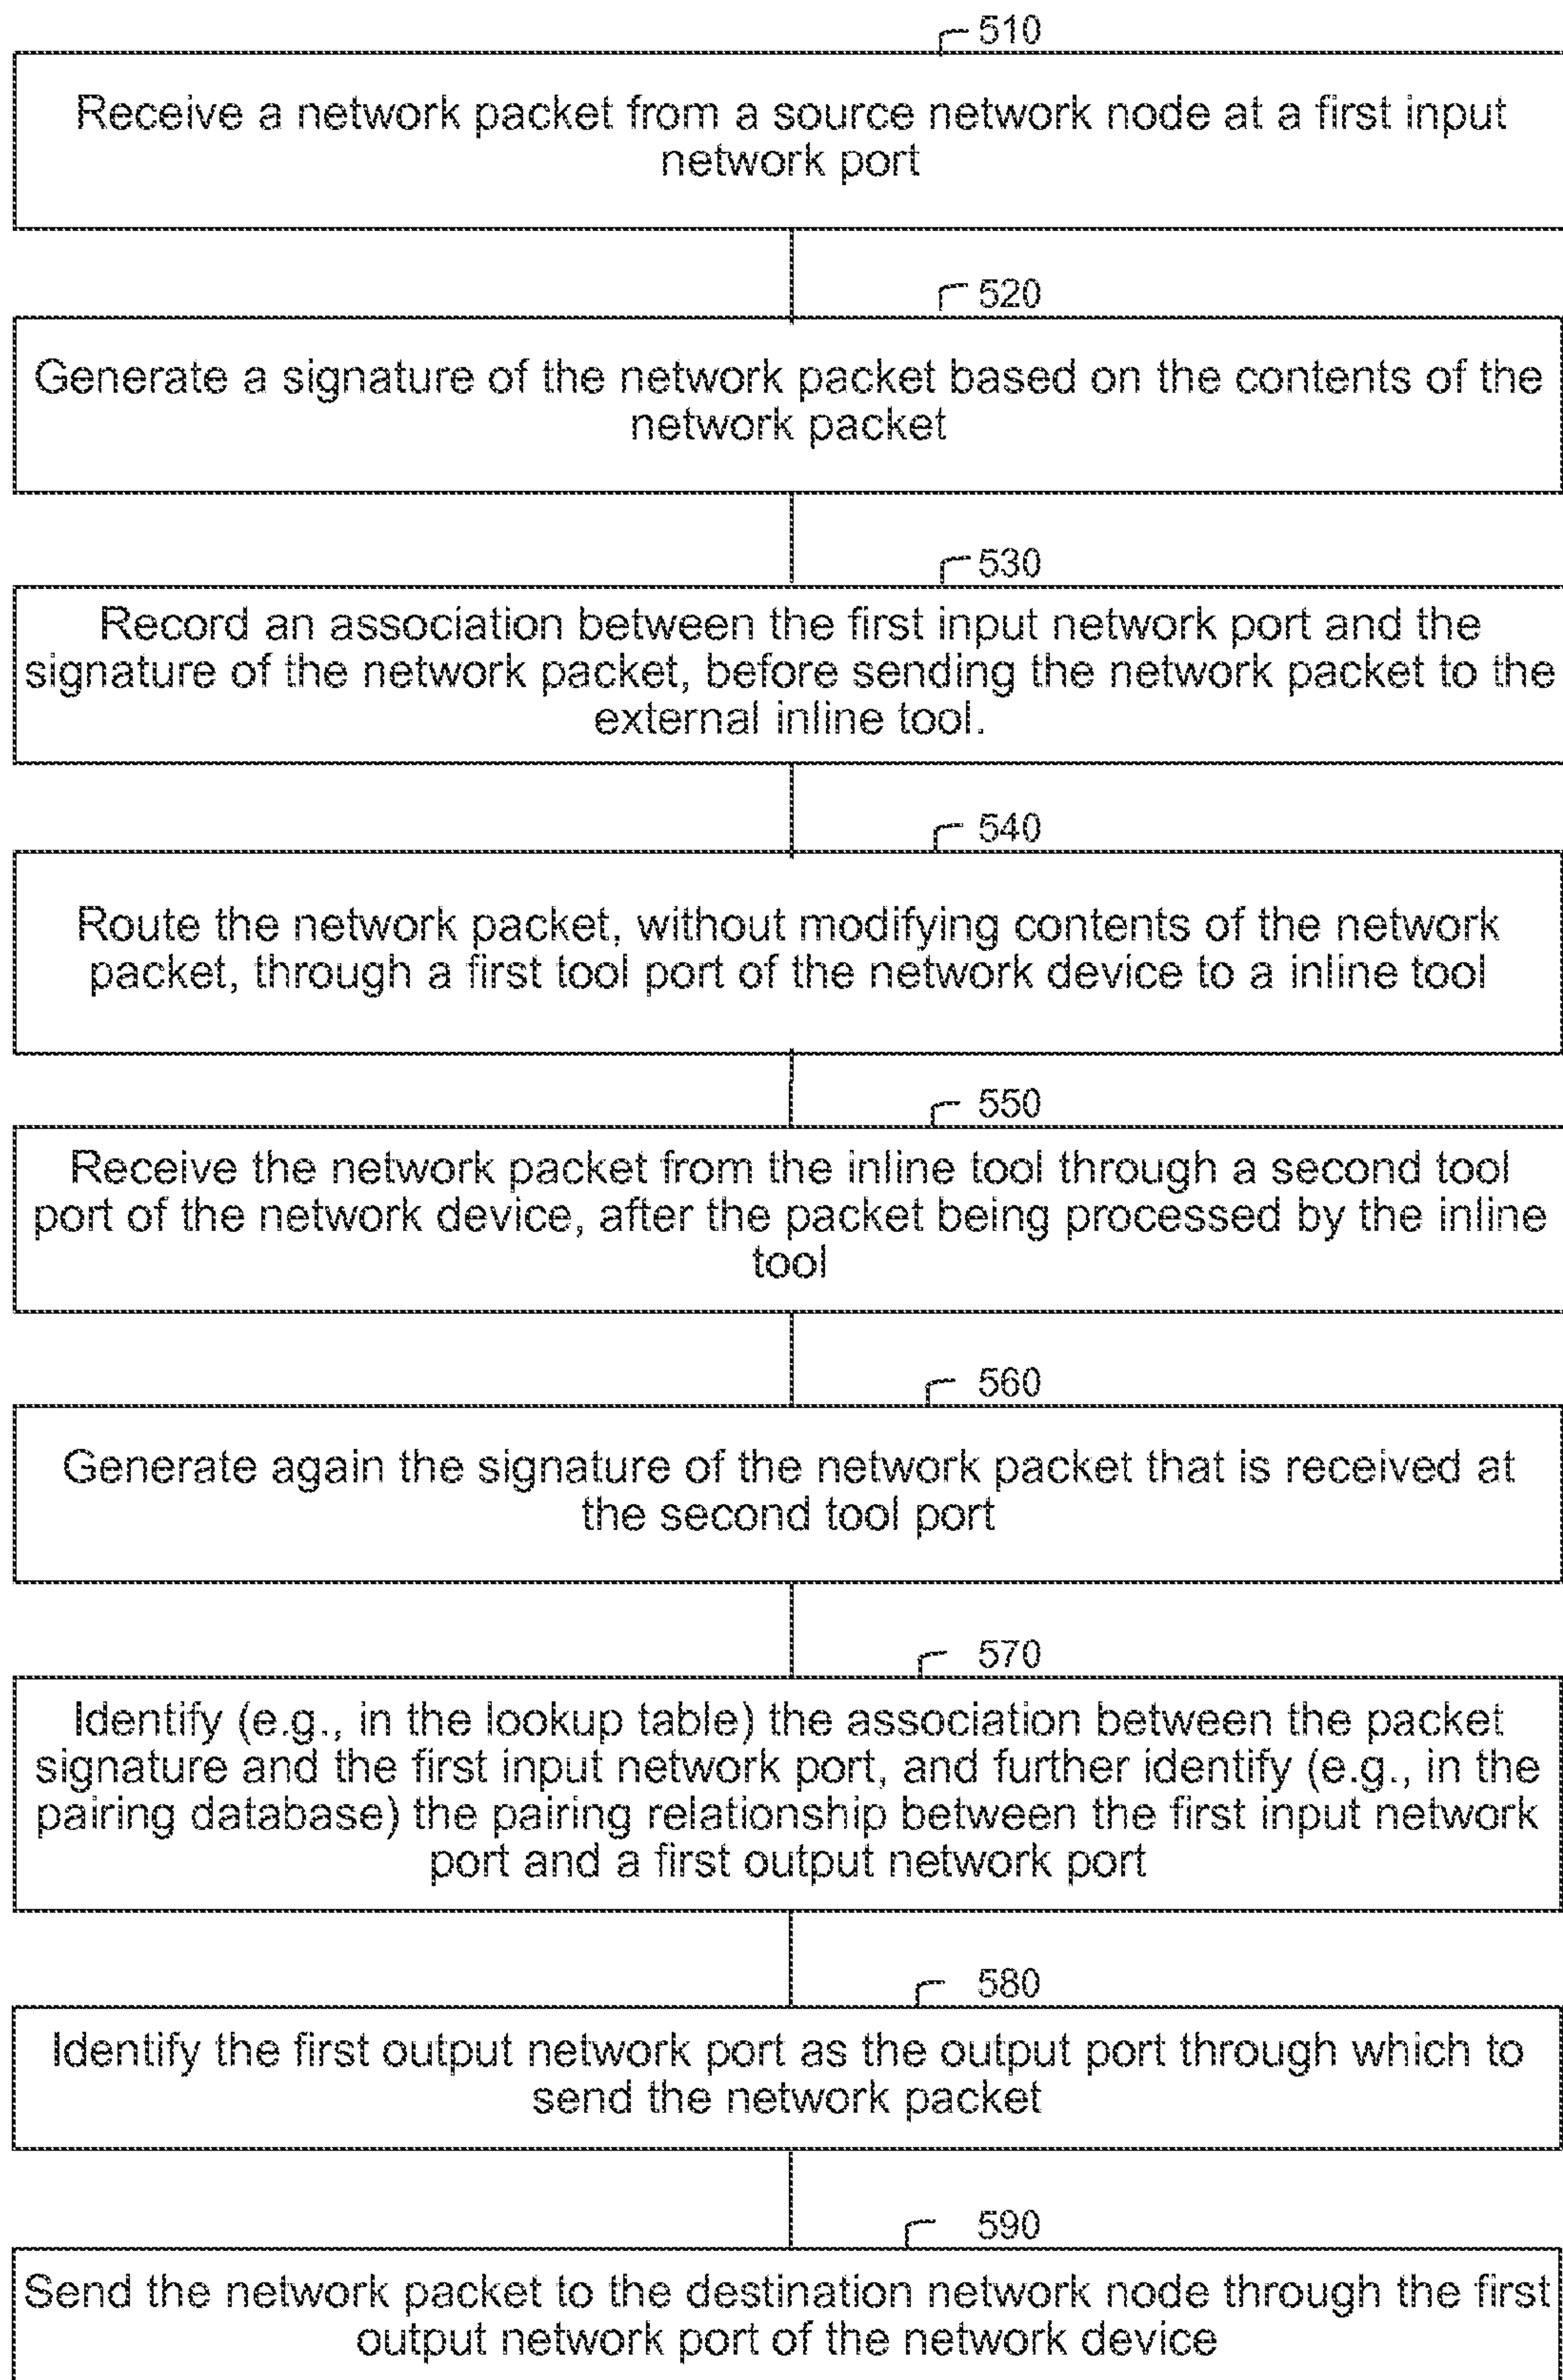 510
Receive a network packet from a source network node at a first input
network port
520
Generate a signature of the network packet based on the contents of the
network packet
530
Record an association between the first input network port and the
signature of the network packet, before sending the network packet to the
external inline tool.
540
Route the network packet, without modifying contents of the network
packet, through a first tool port of the network device to a inline tool
550
Receive the network packet from the inline tool through a second tool
port of the network device, after the packet being processed by the inline
tool
560
Generate again the signature of the network packet that is received at
the second tool port
570
Identify (e.g., in the lookup table) the association between the packet
signature and the first input network port, and further identify (e.g., in the
pairing database) the pairing relationship between the first input network
port and a first output network port
580
Identify the first output network port as the output port through which to
send the network packet
590
Send the network packet to the destination network node through the first
output network port of the network device